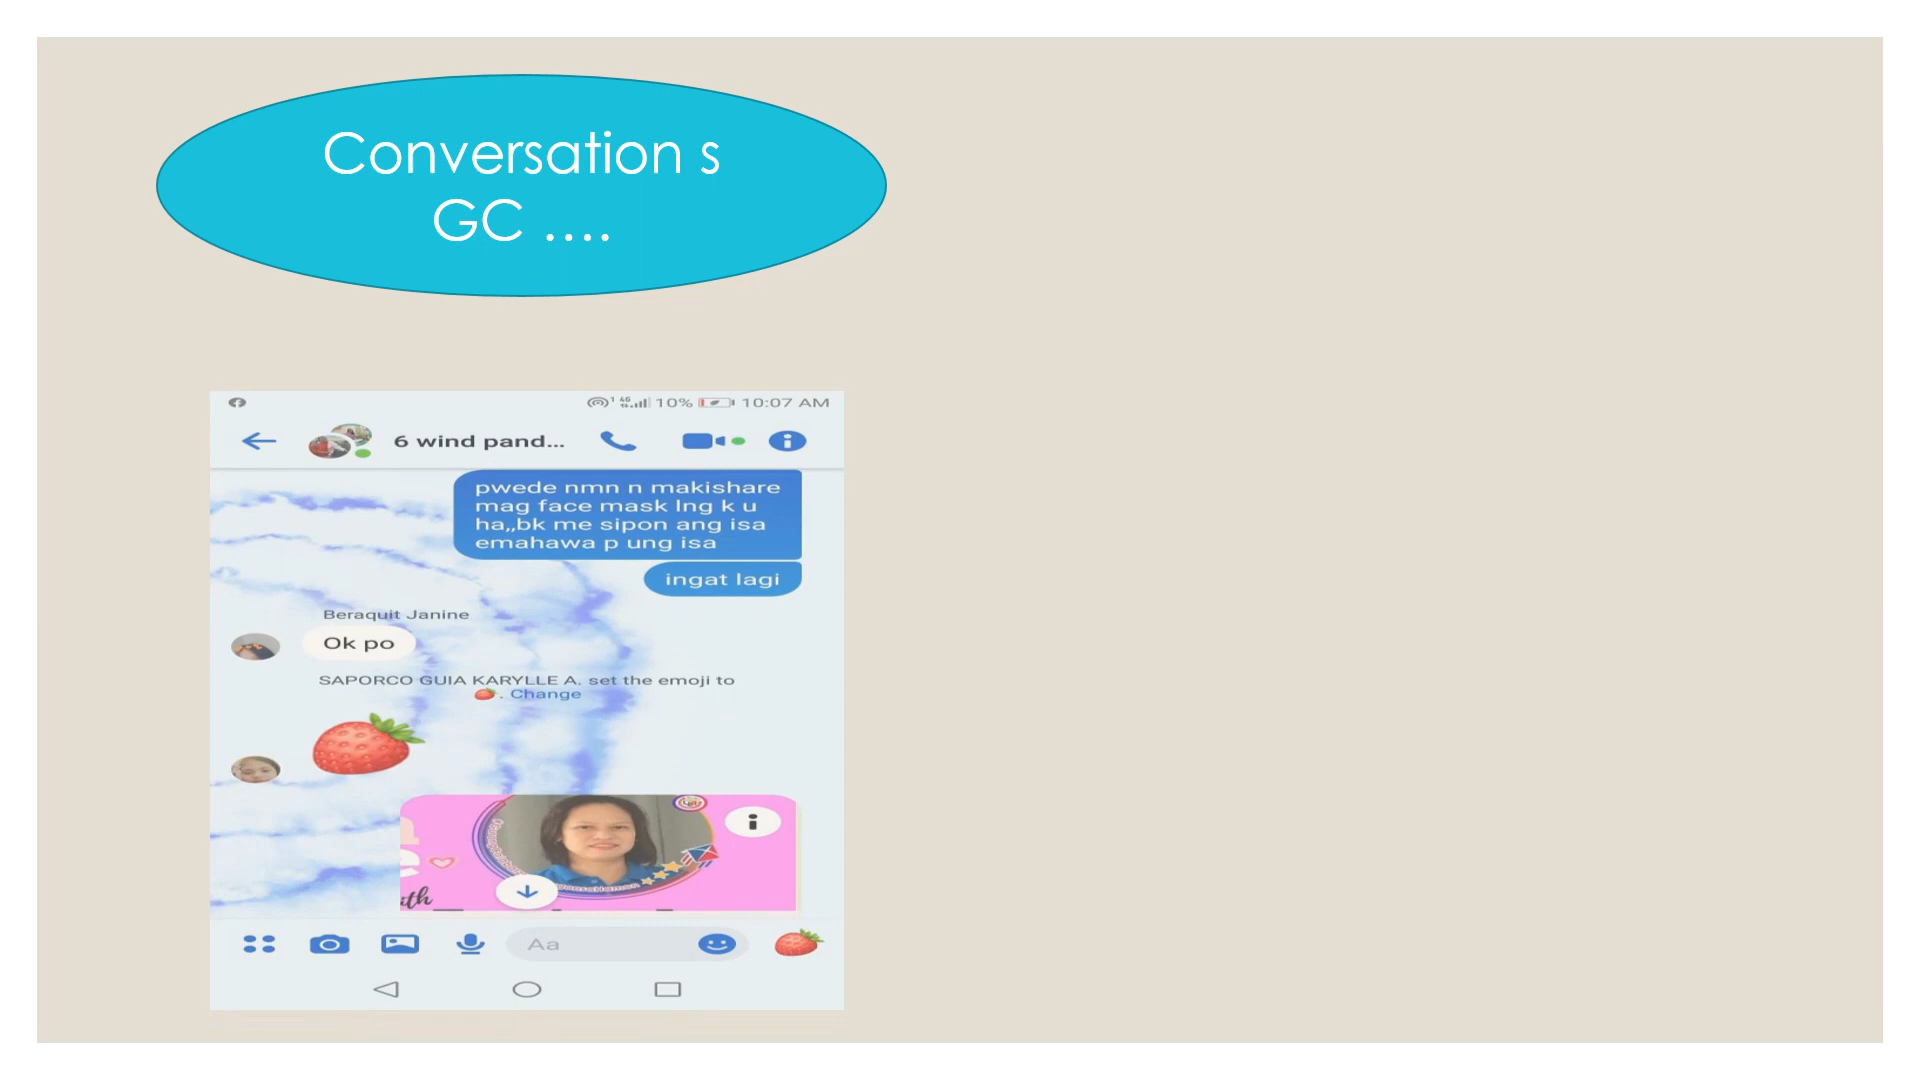 Conversation s
GC ....
10% 10:07 AM
6 wind pand...
pwede nmn n makishare
mag face mask lng k u
ha,,bk me sipon ang isa
emahawa p ung isa
ingat lagi
Beraquit Janine
Ok po
SAPORCO GUIA KARYLLE A. set the emoji to
. Change
ith
Aa